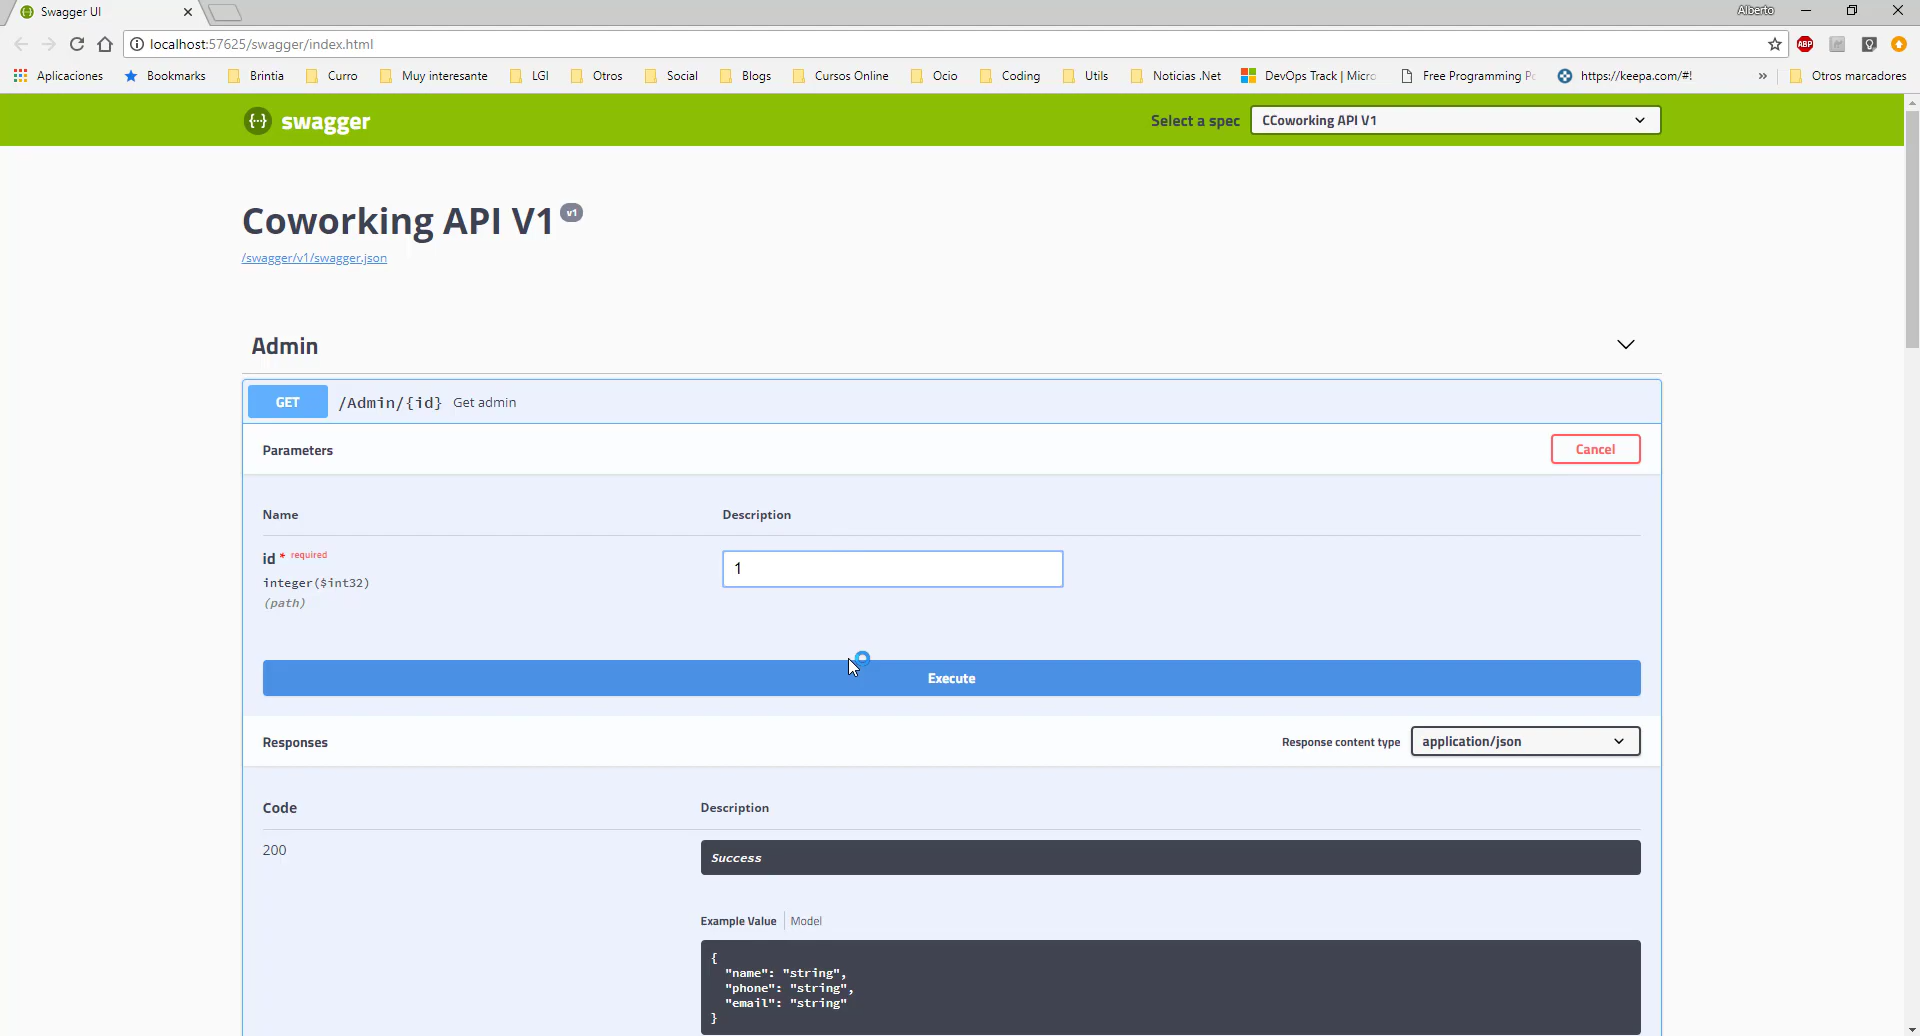 Swagger UI
Alberto
localhost:57625/swagger/index.html
ABP
Aplicaciones Bookmarks Brintia Curro Muy interesante LGI Otros Social Blogs Cursos Online Ocio Coding Utils Noticias .Net DevOps Track | Micro Free Programming Po https://keepa.com/#! » Otros marcadores
{···} swagger
Select a spec CCoworking API V1
Coworking API V1 v1
/swagger/v1/swagger.json
Admin
GET /Admin/{id} Get admin
Parameters Cancel
Name Description
id * required
integer($int32)
(path)
1
Execute
Responses Response content type application/json
Code Description
200 Success
Example Value Model
{
"name": "string",
"phone": "string",
"email": "string"
}